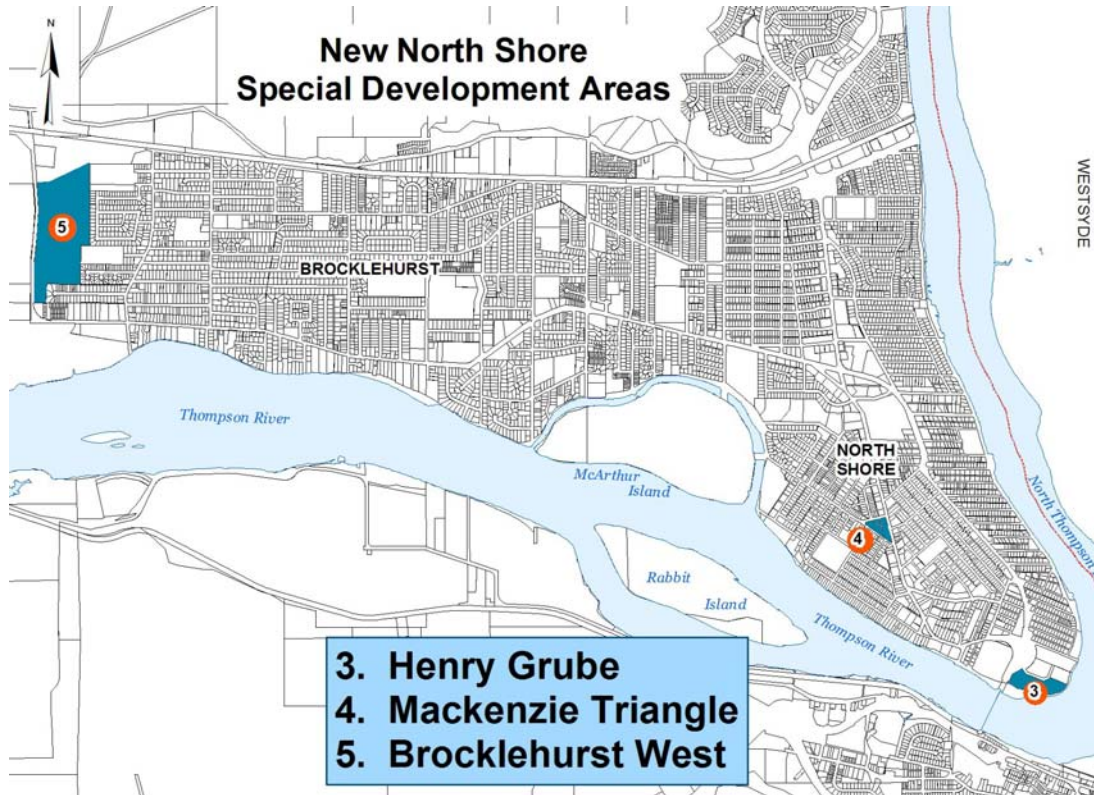 N
New North Shore
Special Development Areas
WESTSYDE
5
BROCKLEHURST
Thompson River
NORTH
SHORE
McArthur
Island
North Thompson
4
Rabbit
Island
Thompson River
3
3. Henry Grube
4. Mackenzie Triangle
5. Brocklehurst West